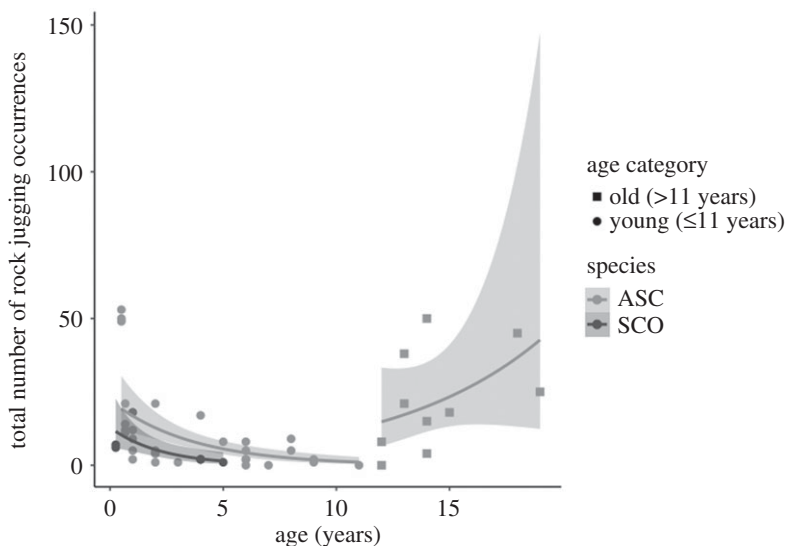 total number of rock jugging occurrences
150
100
50
0
0
5
10
15
age (years)
age category
old (>11 years)
young (≤11 years)
species
ASC
SCO